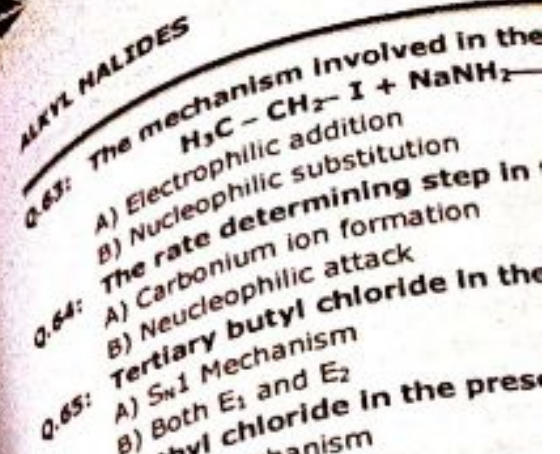 ALKYL HALIDES
Q.63: The mechanism involved in the
H₃C – CH₂ – I + NaNH₂
A) Electrophilic addition
B) Nucleophilic substitution
Q.64: The rate determining step in
A) Carbonium ion formation
B) Neucleophilic attack
Q.65: Tertiary butyl chloride in the
A) Sₙ1 Mechanism
B) Both E₁ and E₂
chloride in the